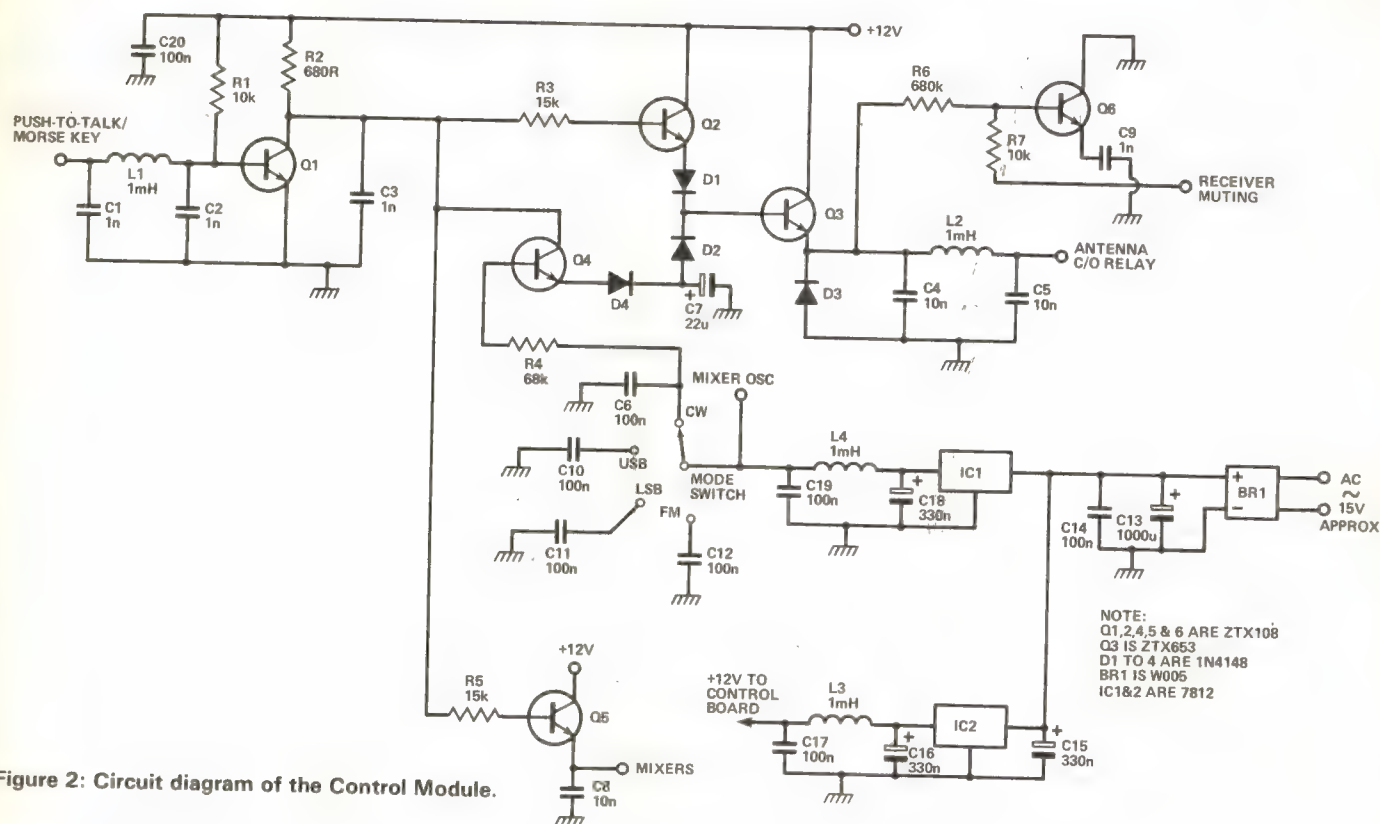 C20
100n
R1
10k
R2
680R
+12V
R3
15k
Q2
R6
680k
Q6
R7
10k
C9
1n
RECEIVER
MUTING
PUSH-TO-TALK/
MORSE KEY
L1
1mH
C1
1n
C2
1n
Q1
C3
1n
D1
Q3
D2
Q4
D4
+
C7
22u
D3
L2
1mH
C4
10n
C5
10n
ANTENNA
C/O RELAY
R4
68k
C6
100n
MIXER OSC
CW
C10
100n
USB
MODE
SWITCH
LSB
C11
100n
FM
C12
100n
L4
1mH
C19
100n
+
C18
330n
IC1
C14
100n
+
C13
1000u
+
−
BR1
AC
~
15V
APPROX
+12V
R5
15k
Q5
MIXERS
C8
10n
+12V TO
CONTROL
BOARD
L3
1mH
C17
100n
+
C16
330n
IC2
+
C15
330n
NOTE:
Q1,2,4,5 & 6 ARE ZTX108
Q3 IS ZTX653
D1 TO 4 ARE 1N4148
BR1 IS W005
IC1&2 ARE 7812
Figure 2: Circuit diagram of the Control Module.